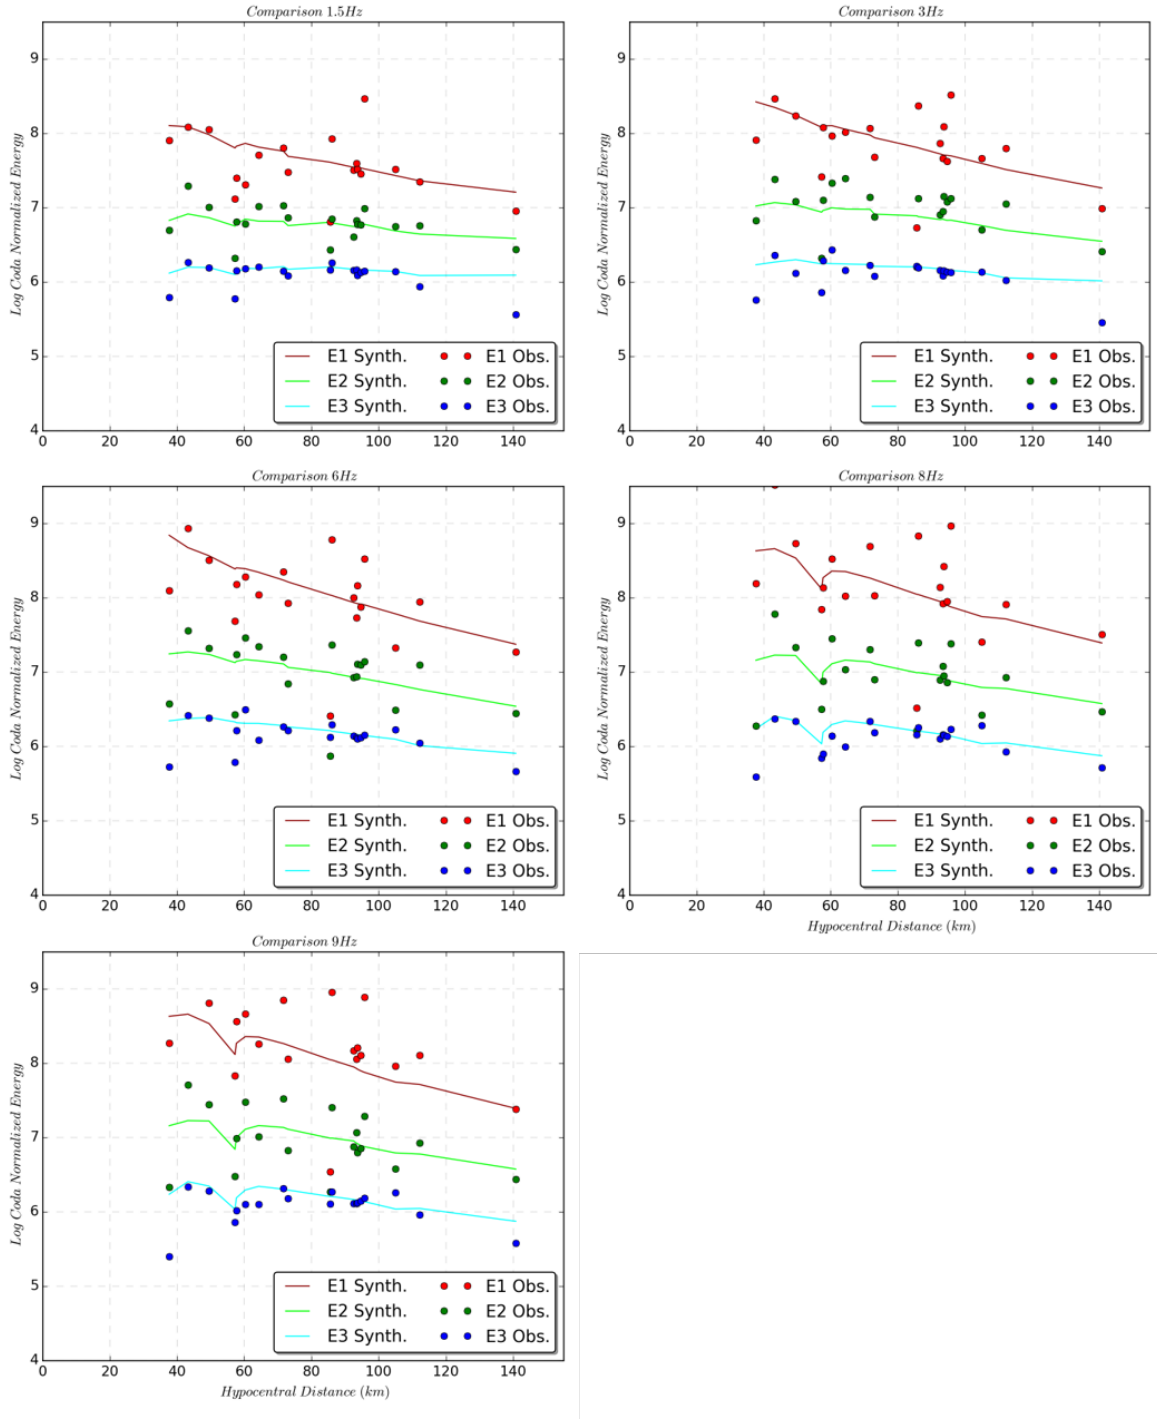 Comparison 1.5Hz
Log Coda Normalized Energy
9
8
7
6
5
4
E1 Synth. E1 Obs.
E2 Synth. E2 Obs.
E3 Synth. E3 Obs.
0 20 40 60 80 100 120 140
Comparison 3Hz
Log Coda Normalized Energy
9
8
7
6
5
4
E1 Synth. E1 Obs.
E2 Synth. E2 Obs.
E3 Synth. E3 Obs.
0 20 40 60 80 100 120 140
Comparison 6Hz
Log Coda Normalized Energy
9
8
7
6
5
4
E1 Synth. E1 Obs.
E2 Synth. E2 Obs.
E3 Synth. E3 Obs.
0 20 40 60 80 100 120 140
Comparison 8Hz
Log Coda Normalized Energy
9
8
7
6
5
4
E1 Synth. E1 Obs.
E2 Synth. E2 Obs.
E3 Synth. E3 Obs.
0 20 40 60 80 100 120 140
Hypocentral Distance (km)
Comparison 9Hz
Log Coda Normalized Energy
9
8
7
6
5
4
E1 Synth. E1 Obs.
E2 Synth. E2 Obs.
E3 Synth. E3 Obs.
0 20 40 60 80 100 120 140
Hypocentral Distance (km)